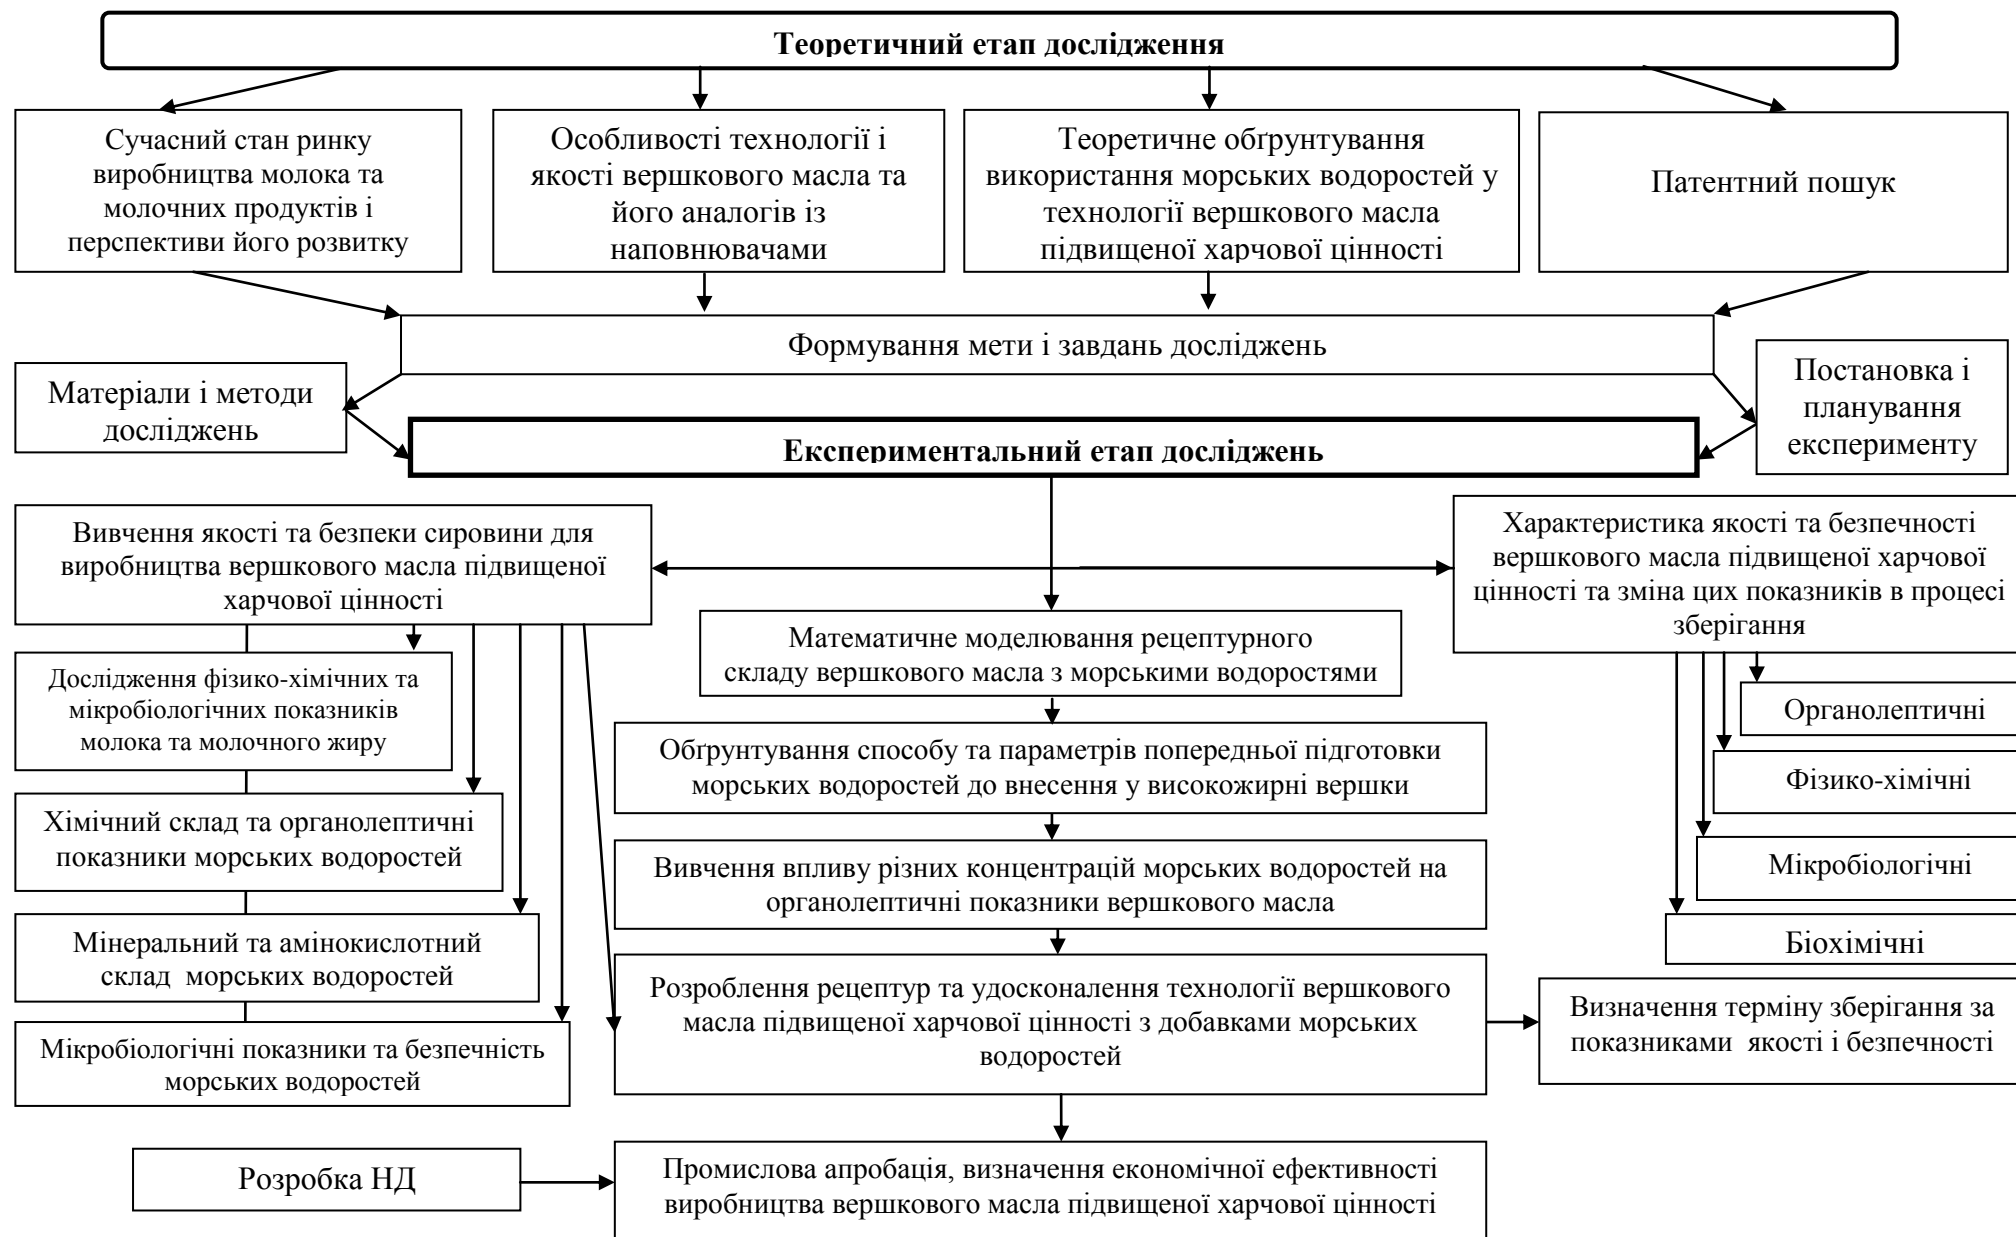 Теоретичний етап дослідження
Сучасний стан ринку
виробництва молока та
молочних продуктів і
перспективи його розвитку
Особливості технології і
якості вершкового масла та
його аналогів із
наповнювачами
Теоретичне обґрунтування
використання морських водоростей у
технології вершкового масла
підвищеної харчової цінності
Патентний пошук
Формування мети і завдань досліджень
Матеріали і методи
досліджень
Постановка і
планування
експерименту
Експериментальний етап досліджень
Вивчення якості та безпеки сировини для
виробництва вершкового масла підвищеної
харчової цінності
Характеристика якості та безпечності
вершкового масла підвищеної харчової
цінності та зміна цих показників в процесі
зберігання
Математичне моделювання рецептурного
складу вершкового масла з морськими водоростями
Дослідження фізико-хімічних та
мікробіологічних показників
молока та молочного жиру
Органолептичні
Обґрунтування способу та параметрів попередньої підготовки
морських водоростей до внесення у високожирні вершки
Фізико-хімічні
Хімічний склад та органолептичні
показники морських водоростей
Вивчення впливу різних концентрацій морських водоростей на
органолептичні показники вершкового масла
Мікробіологічні
Мінеральний та амінокислотний
склад морських водоростей
Біохімічні
Розроблення рецептур та удосконалення технології вершкового
масла підвищеної харчової цінності з добавками морських
водоростей
Визначення терміну зберігання за
показниками якості і безпечності
Мікробіологічні показники та безпечність
морських водоростей
Розробка НД
Промислова апробація, визначення економічної ефективності
виробництва вершкового масла підвищеної харчової цінності